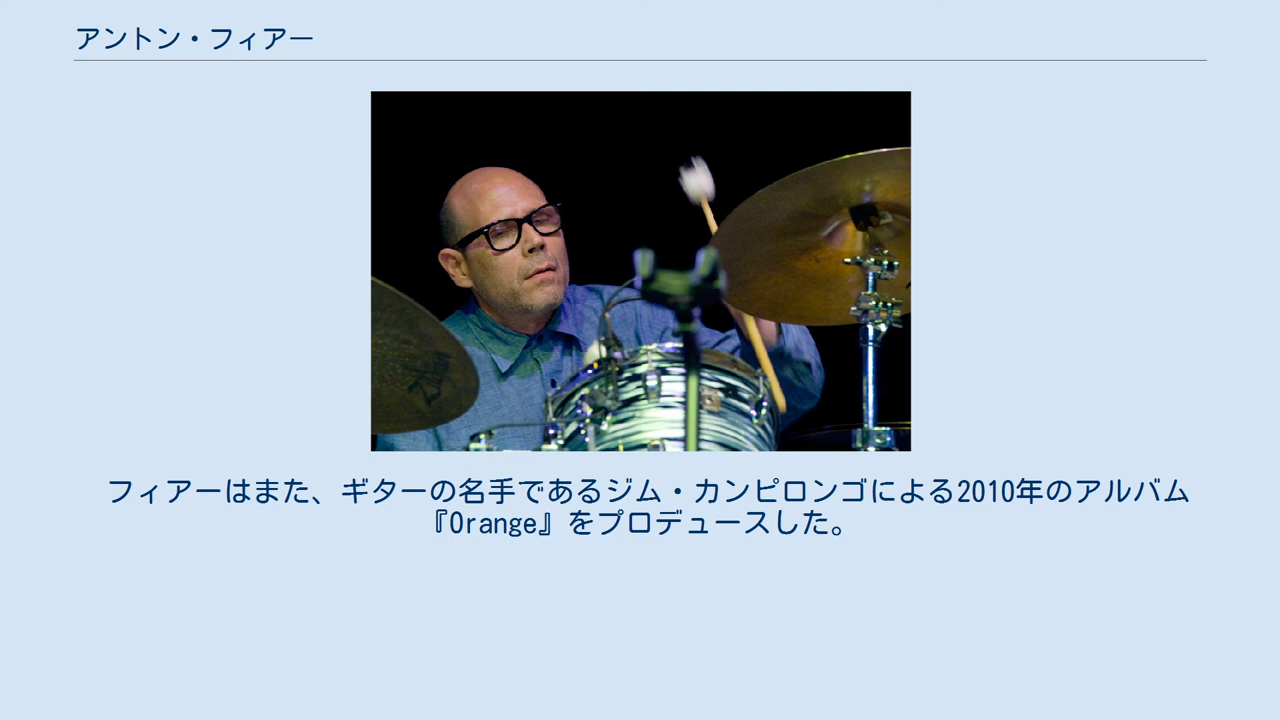 アントン・フィアー
フィアーはまた、ギターの名手であるジム・カンピロンゴによる2010年のアルバム
『Orange』をプロデュースした。